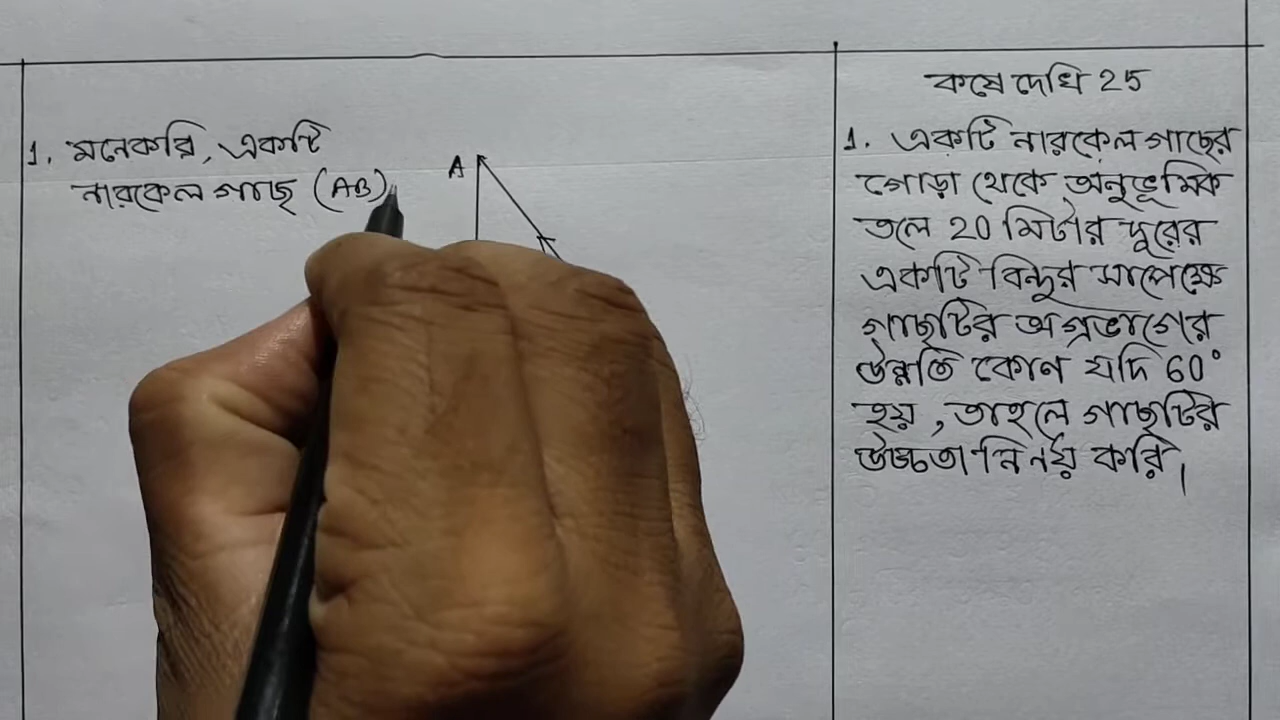 1. মনেকরি, একটি
নারকেল গাছ (AB)
A
কষে দেখি 25
1. একটি নারকেল গাছের
গোড়া থেকে অনুভূমিক
তলে 20 মিটার দূরের
একটি বিন্দুর সাপেক্ষে
গাছটির অগ্রভাগের
উন্নতি কোণ যদি 60°
হয়, তাহলে গাছটির
উচ্চতা নির্নয় করি।